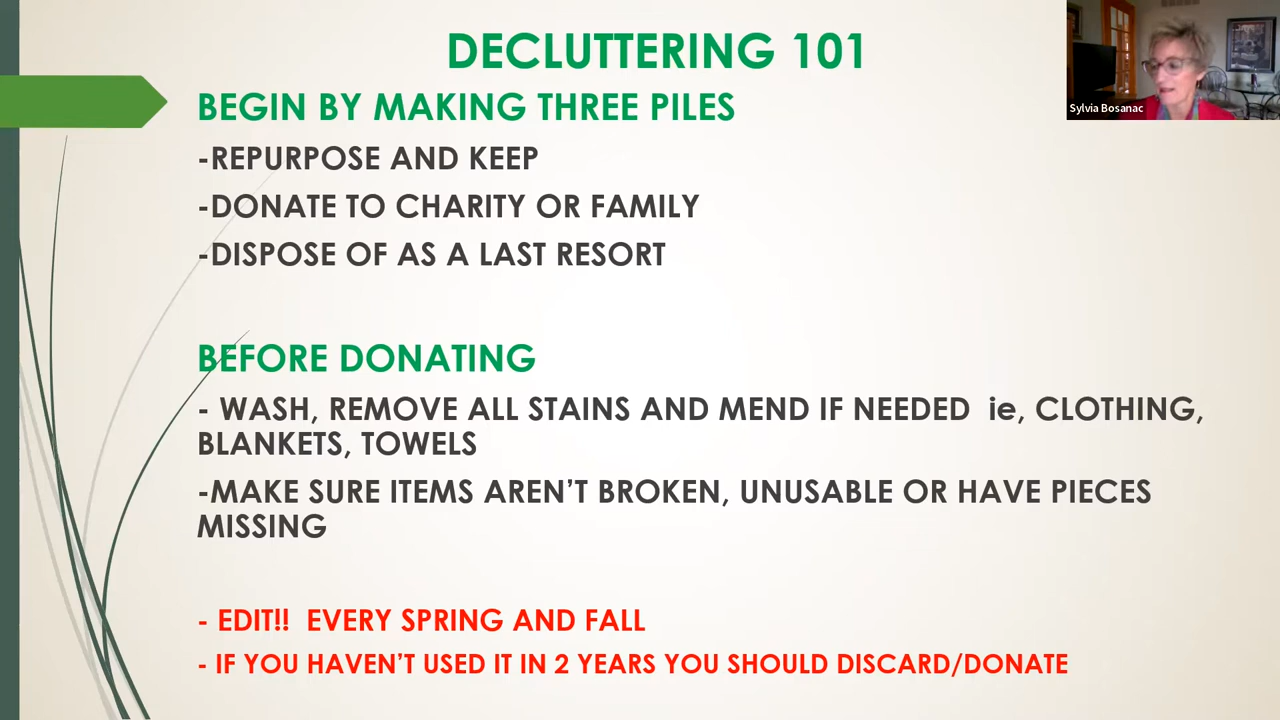 DECLUTTERING 101
Sylvia Bosanac
BEGIN BY MAKING THREE PILES
-REPURPOSE AND KEEP
-DONATE TO CHARITY OR FAMILY
-DISPOSE OF AS A LAST RESORT
BEFORE DONATING
- WASH, REMOVE ALL STAINS AND MEND IF NEEDED  ie, CLOTHING,
BLANKETS, TOWELS
-MAKE SURE ITEMS AREN’T BROKEN, UNUSABLE OR HAVE PIECES
MISSING
- EDIT!!  EVERY SPRING AND FALL
- IF YOU HAVEN’T USED IT IN 2 YEARS YOU SHOULD DISCARD/DONATE